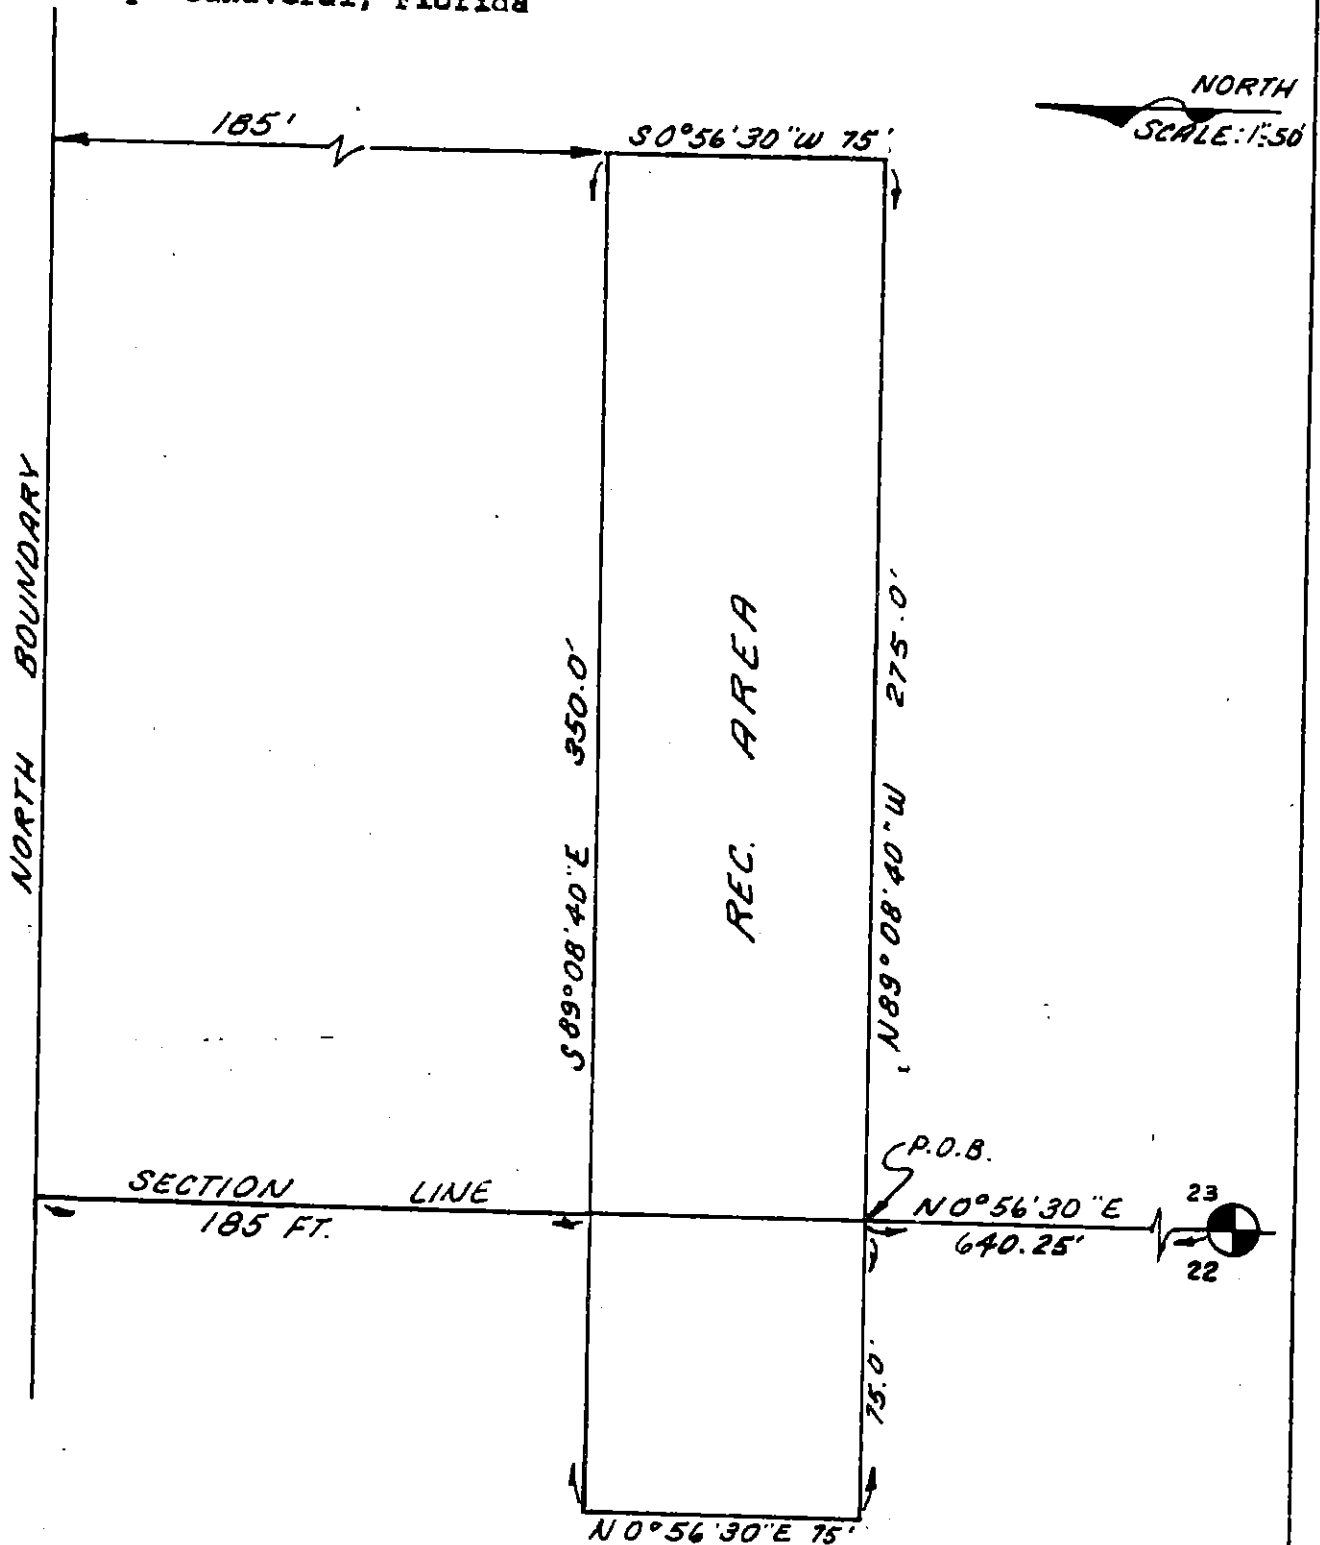 Canaveral, Florida
NORTH
SCALE: 1"=50'
185'
S 0°56'30"W 75'
NORTH BOUNDARY
S 89°08'40"E 350.0'
REC. AREA
N 89°08'40"W 275.0'
P.O.B.
SECTION LINE
185 FT.
N 0°56'30"E
640.25'
23
22
75.0'
N 0°56'30"E 75'